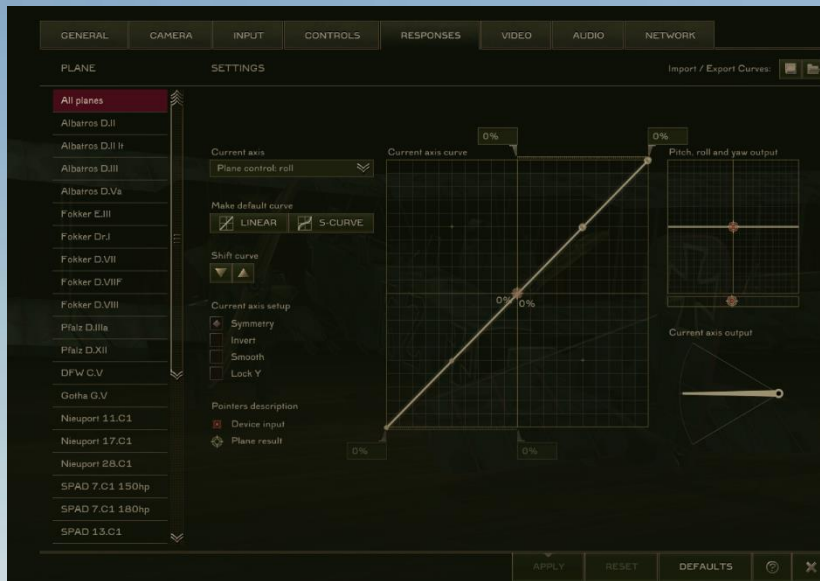 GENERAL CAMERA INPUT CONTROLS RESPONSES VIDEO AUDIO NETWORK
PLANE
SETTINGS
Import / Export Curves:
All planes
Albatros D.II
Albatros D.II lt
Albatros D.III
Albatros D.Va
Fokker E.III
Fokker Dr.I
Fokker D.VII
Fokker D.VIIF
Fokker D.VIII
Pfalz D.IIIa
Pfalz D.XII
DFW C.V
Gotha G.V
Nieuport 11.C1
Nieuport 17.C1
Nieuport 28.C1
SPAD 7.C1 150hp
SPAD 7.C1 180hp
SPAD 13.C1
Current axis
Plane control: roll
Make default curve
LINEAR S-CURVE
Shift curve
Current axis setup
Symmetry
Invert
Smooth
Lock Y
Pointers description
Device input
Plane result
Current axis curve
0%
0%
0% 0%
0%
0%
Pitch, roll and yaw output
Current axis output
APPLY RESET DEFAULTS ?